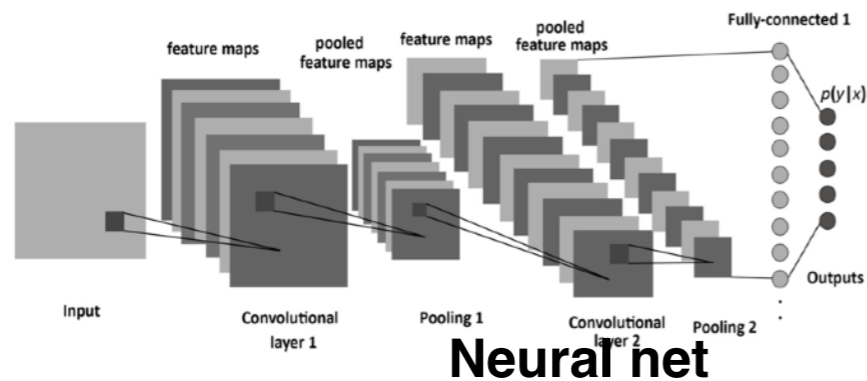 Fully-connected 1
feature maps
pooled
feature maps
feature maps
pooled
feature maps
p(y|x)
Input
Convolutional
layer 1
Pooling 1
Convolutional
layer 2
Pooling 2
Outputs
Neural net